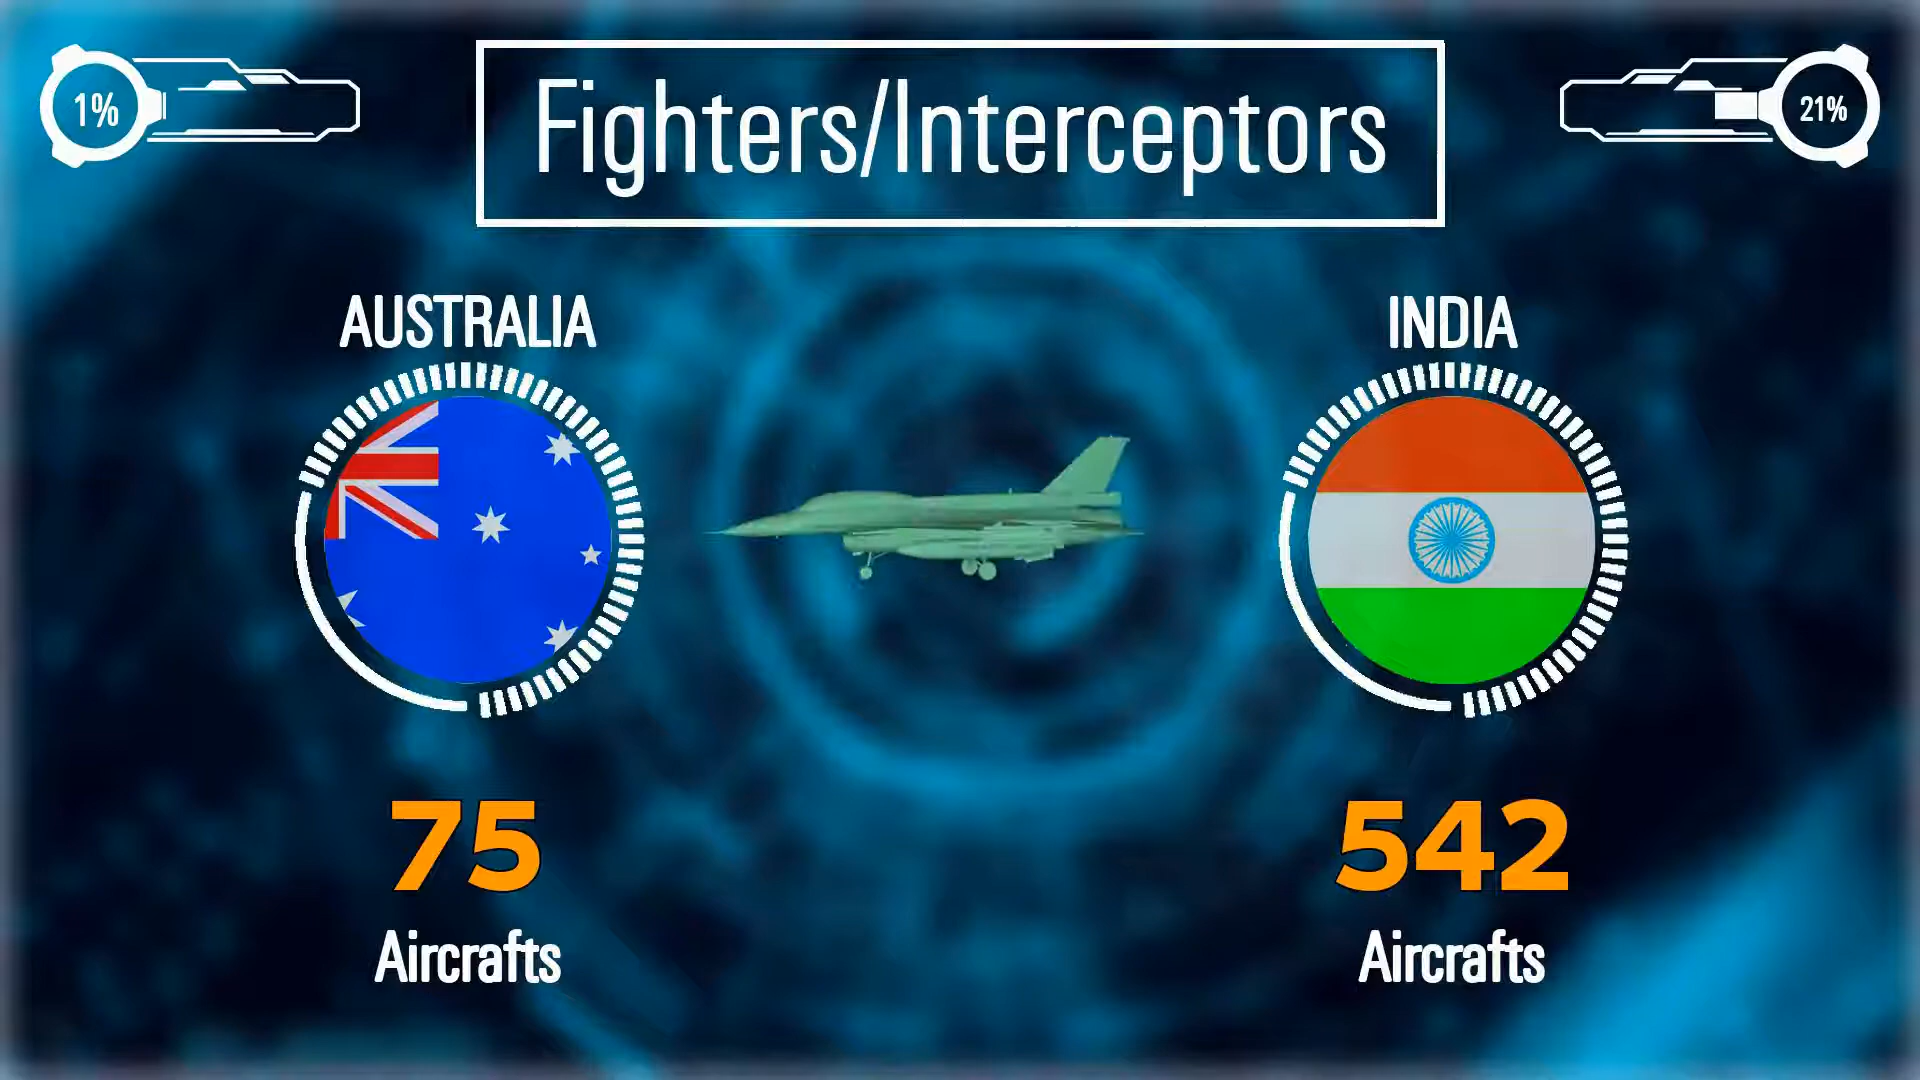 1%
Fighters/Interceptors
21%
AUSTRALIA
INDIA
75
542
Aircrafts
Aircrafts